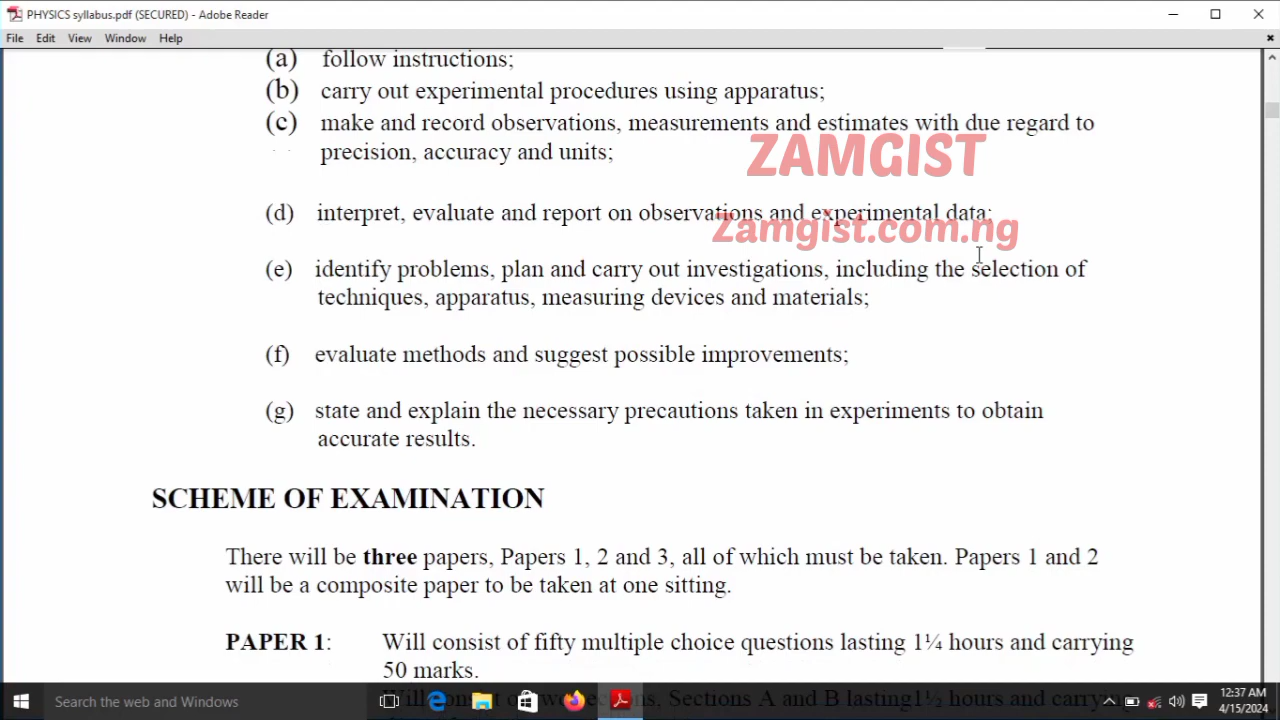 PHYSICS syllabus.pdf (SECURED) - Adobe Reader
File Edit View Window Help
(a) follow instructions;
(b) carry out experimental procedures using apparatus;
(c) make and record observations, measurements and estimates with due regard to
precision, accuracy and units;
ZAMGIST
(d) interpret, evaluate and report on observations and experimental data;
Zamgist.com.ng
(e) identify problems, plan and carry out investigations, including the selection of
techniques, apparatus, measuring devices and materials;
(f) evaluate methods and suggest possible improvements;
(g) state and explain the necessary precautions taken in experiments to obtain
accurate results.
SCHEME OF EXAMINATION
There will be three papers, Papers 1, 2 and 3, all of which must be taken. Papers 1 and 2
will be a composite paper to be taken at one sitting.
PAPER 1: Will consist of fifty multiple choice questions lasting 1¼ hours and carrying
50 marks.
Will consist of two sections, Sections A and B lasting 1½ hours and carrying
Search the web and Windows
12:37 AM
4/15/2024